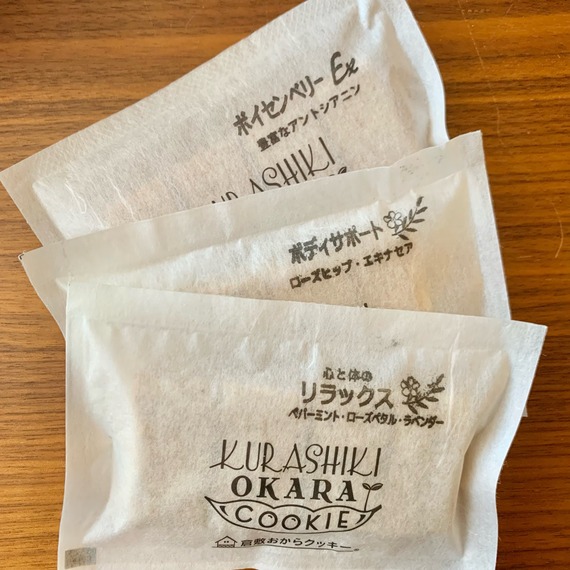 ボイセンベリー Ex
豊富なアントシアニン
KURASHIKI
ボディサポート
ローズヒップ・エキナセア
心と体の
リラックス
ペパーミント・ローズペタル・ラベンダー
KURASHIKI
OKARA
COOKIE
倉敷おからクッキー